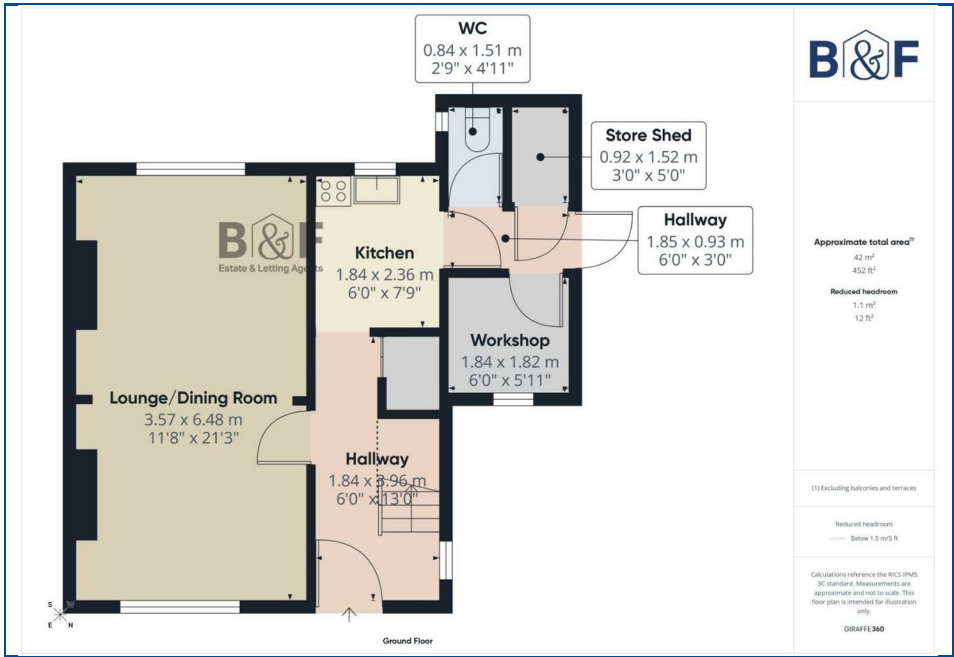 WC
0.84 x 1.51 m
2'9" x 4'11"
B&F
Store Shed
0.92 x 1.52 m
3'0" x 5'0"
Hallway
1.85 x 0.93 m
6'0" x 3'0"
B&F
Estate & Letting Agents
Kitchen
1.84 x 2.36 m
6'0" x 7'9"
Workshop
1.84 x 1.82 m
6'0" x 5'11"
Lounge/Dining Room
3.57 x 6.48 m
11'8" x 21'3"
Hallway
1.84 x 3.96 m
6'0" x 13'0"
S W
E N
Ground Floor
Approximate total area⁽¹⁾
42 m²
452 ft²
Reduced headroom
1.1 m²
12 ft²
(1) Excluding balconies and terraces
Reduced headroom
Below 1.5 m/5 ft
Calculations reference the RICS IPMS
3C standard. Measurements are
approximate and not to scale. This
floor plan is intended for illustration
only.
GIRAFFE360